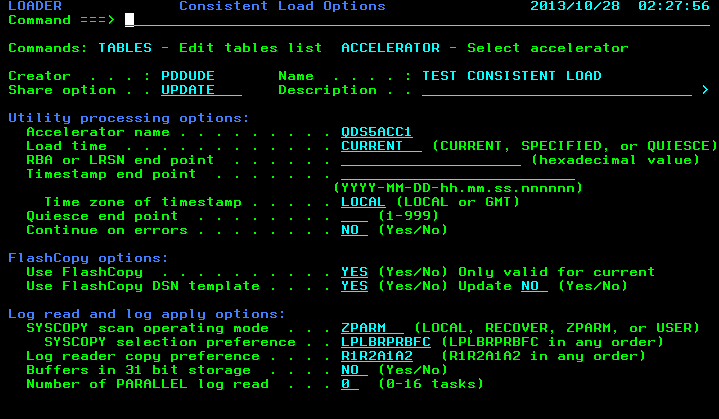 LOADER Consistent Load Options 2013/10/28 02:27:56
Command ===>
Commands: TABLES - Edit tables list ACCELERATOR - Select accelerator
Creator . . . : PDDUDE Name . . . . : TEST CONSISTENT LOAD
Share option . . UPDATE Description . . >
Utility processing options:
Accelerator name . . . . . . . . . . QDS5ACC1
Load time . . . . . . . . . . . . CURRENT (CURRENT, SPECIFIED, or QUIESCE)
RBA or LRSN end point . . . . . . . (hexadecimal value)
Timestamp end point . . . . . . .
(YYYY-MM-DD-hh.mm.ss.nnnnnn)
Time zone of timestamp . . . . . LOCAL (LOCAL or GMT)
Quiesce end point . . . . . . . . (1-999)
Continue on errors . . . . . . . . NO (Yes/No)
FlashCopy options:
Use FlashCopy . . . . . . . . . . YES (Yes/No) Only valid for current
Use FlashCopy DSN template . . . . YES (Yes/No) Update NO (Yes/No)
Log read and log apply options:
SYSCOPY scan operating mode . . . ZPARM (LOCAL, RECOVER, ZPARM, or USER)
SYSCOPY selection preference . . LPLBRPRBFC (LPLBRPRBFC in any order)
Log reader copy preference . . . . R1R2A1A2 (R1R2A1A2 in any order)
Buffers in 31 bit storage . . . . NO (Yes/No)
Number of PARALLEL log read . . . . 0 (0-16 tasks)